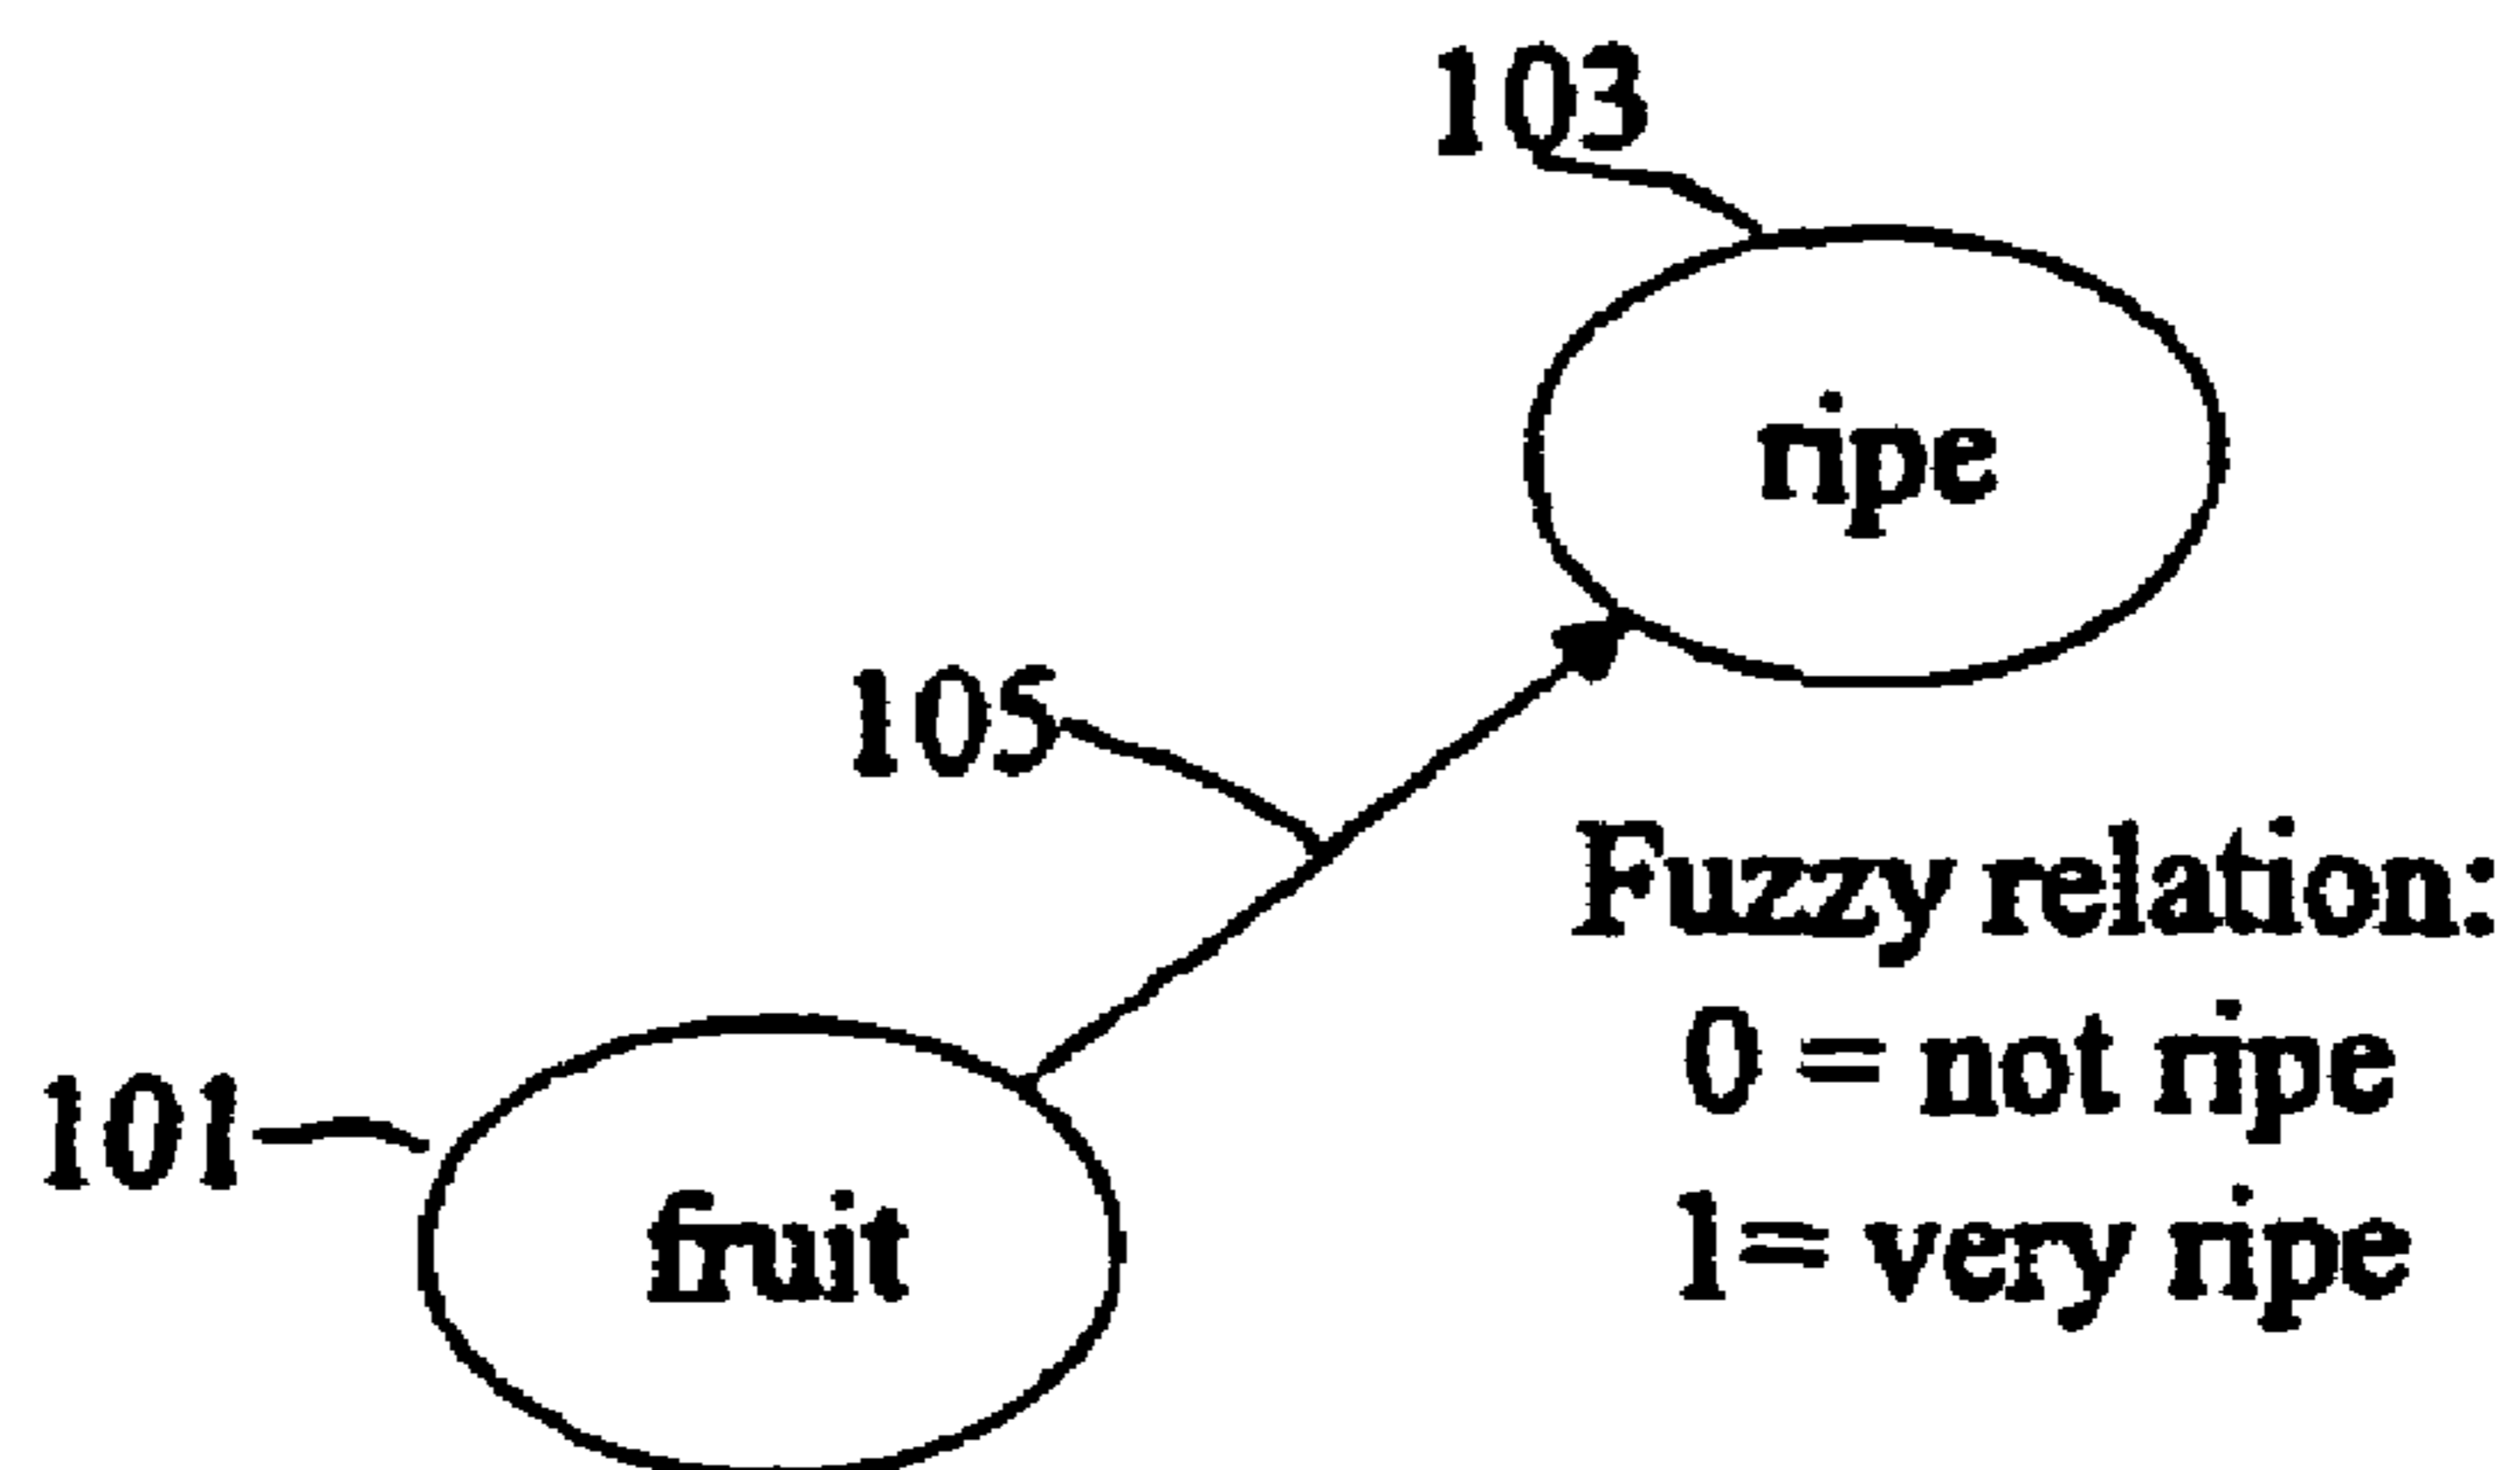 103
ripe
105
Fuzzy relation:
0 = not ripe
101
fruit
1= very ripe